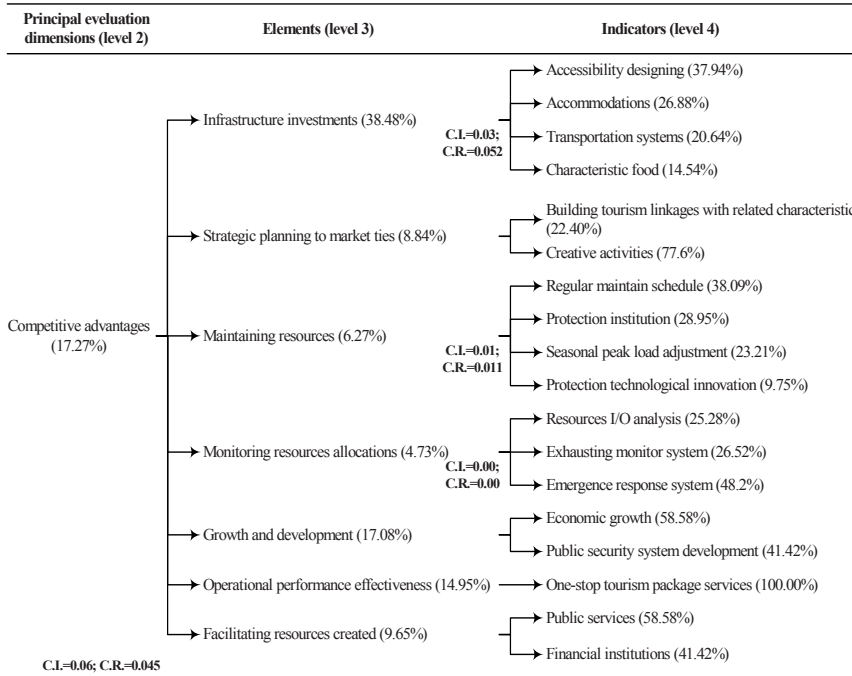 Principal eveluation
dimensions (level 2)
Elements (level 3)
Indicators (level 4)
Competitive advantages
(17.27%)
Infrastructure investments (38.48%)
C.I.=0.03;
C.R.=0.052
Accessibility designing (37.94%)
Accommodations (26.88%)
Transportation systems (20.64%)
Characteristic food (14.54%)
Strategic planning to market ties (8.84%)
Building tourism linkages with related characteristic
(22.40%)
Creative activities (77.6%)
Maintaining resources (6.27%)
C.I.=0.01;
C.R.=0.011
Regular maintain schedule (38.09%)
Protection institution (28.95%)
Seasonal peak load adjustment (23.21%)
Protection technological innovation (9.75%)
Monitoring resources allocations (4.73%)
C.I.=0.00;
C.R.=0.00
Resources I/O analysis (25.28%)
Exhausting monitor system (26.52%)
Emergence response system (48.2%)
Growth and development (17.08%)
Economic growth (58.58%)
Public security system development (41.42%)
Operational performance effectiveness (14.95%)
One-stop tourism package services (100.00%)
Facilitating resources created (9.65%)
Public services (58.58%)
Financial institutions (41.42%)
C.I.=0.06; C.R.=0.045